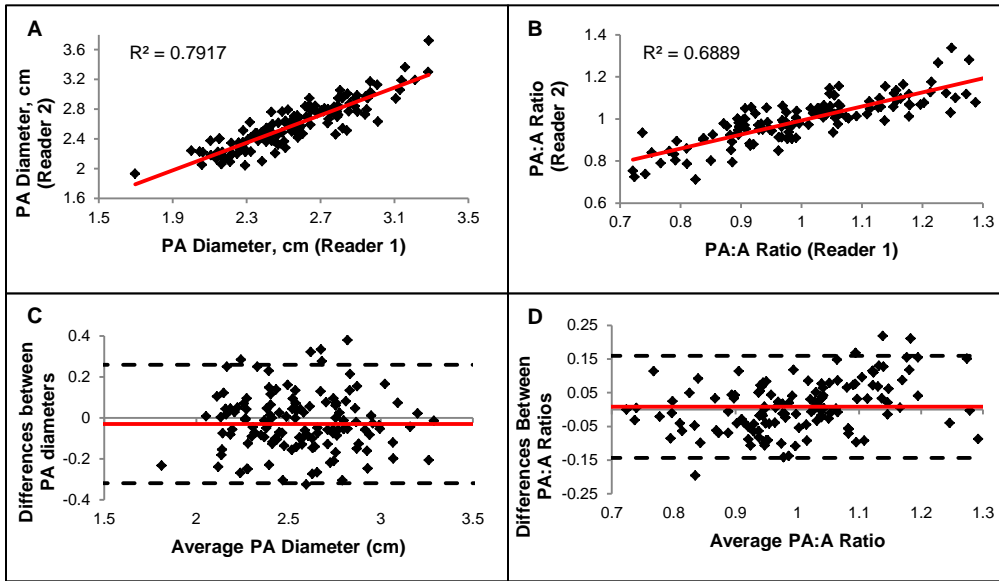 A
R² = 0.7917
PA Diameter, cm
(Reader 2)
3.6
3.2
2.8
2.4
2
1.6
1.5
1.9
2.3
2.7
3.1
3.5
PA Diameter, cm (Reader 1)
B
R² = 0.6889
PA:A Ratio
(Reader 2)
1.4
1.2
1
0.8
0.6
0.7
0.8
0.9
1
1.1
1.2
1.3
PA:A Ratio (Reader 1)
C
Differences between
PA diameters
0.4
0.2
0
-0.2
-0.4
1.5
2
2.5
3
3.5
Average PA Diameter (cm)
D
Differences Between
PA:A Ratios
0.25
0.15
0.05
-0.05
-0.15
-0.25
0.7
0.8
0.9
1
1.1
1.2
1.3
Average PA:A Ratio